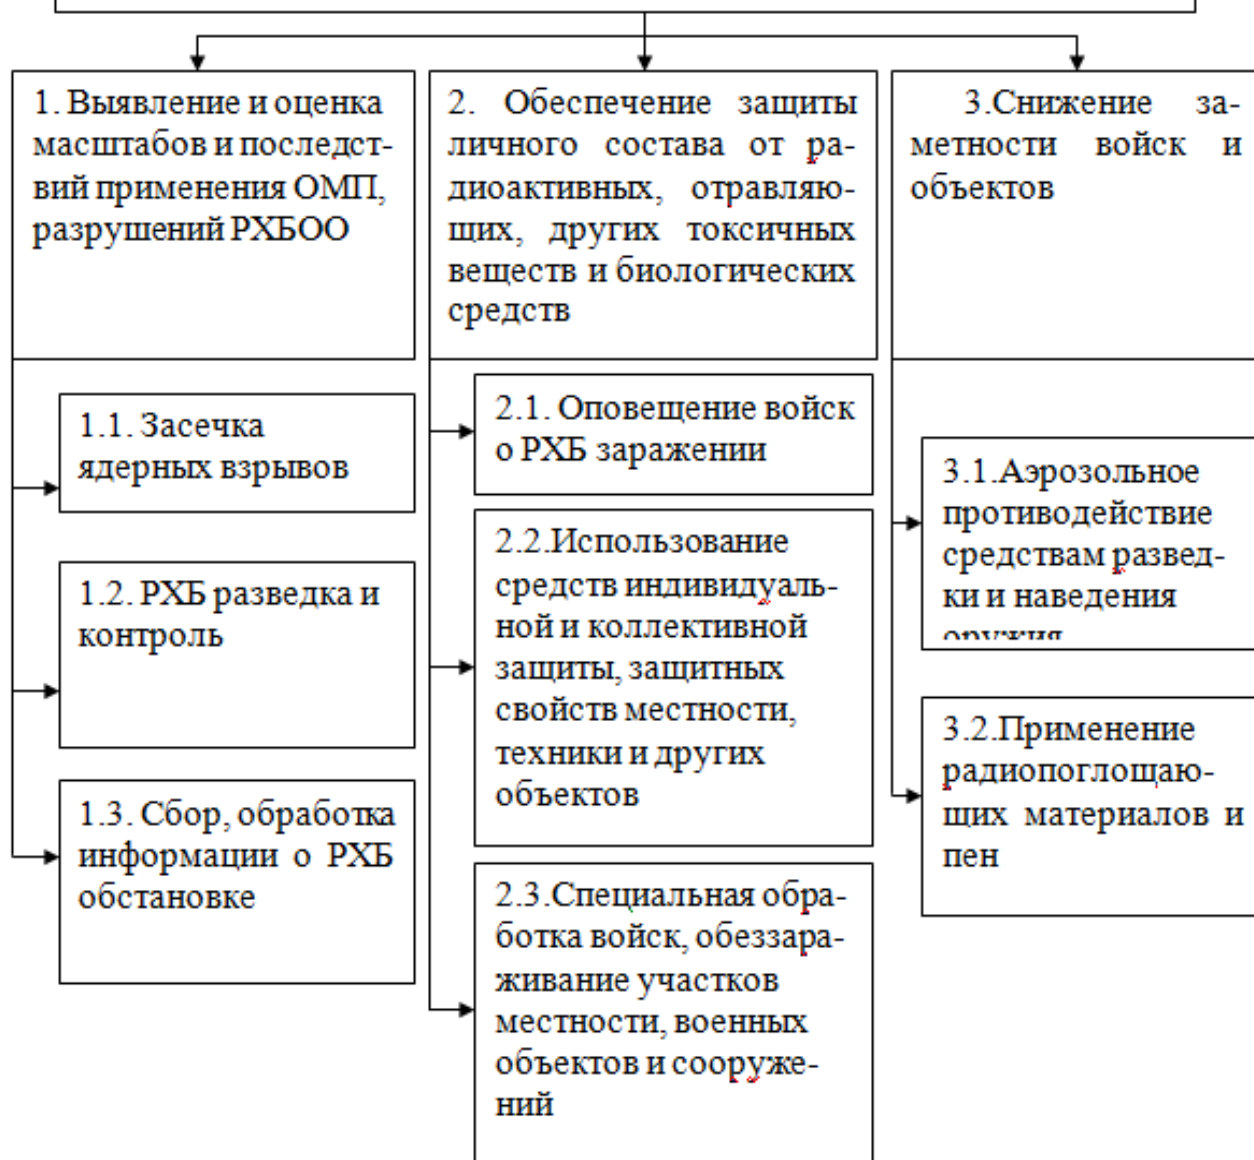 1. Выявление и оценка
масштабов и последст-
вий применения ОМП,
разрушений РХБОО
1.1. Засечка
ядерных взрывов
1.2. РХБ разведка и
контроль
1.3. Сбор, обработка
информации о РХБ
обстановке
2. Обеспечение защиты
личного состава от ра-
диоактивных, отравляю-
щих, других токсичных
веществ и биологических
средств
2.1. Оповещение войск
о РХБ заражении
2.2.Использование
средств индивидуаль-
ной и коллективной
защиты, защитных
свойств местности,
техники и других
объектов
2.3.Специальная обра-
ботка войск, обеззара-
живание участков
местности, военных
объектов и сооруже-
ний
3.Снижение за-
метности войск и
объектов
3.1.Аэрозольное
противодействие
средствам развед-
ки и наведения
оружия
3.2.Применение
радиопоглощаю-
щих материалов и
пен